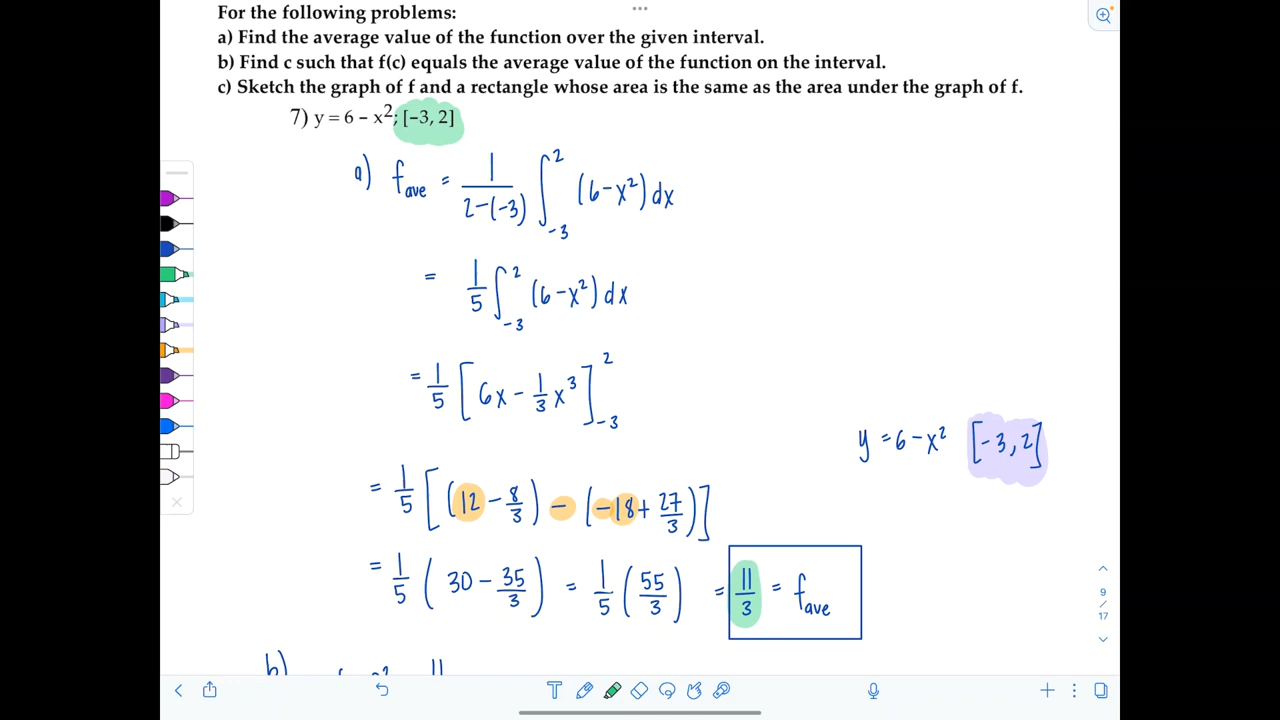 For the following problems:
a) Find the average value of the function over the given interval.
b) Find c such that f(c) equals the average value of the function on the interval.
c) Sketch the graph of f and a rectangle whose area is the same as the area under the graph of f.
7) y = 6 – x²; [–3, 2]
a) f_ave = 1/(2-(-3)) ∫_{-3}^{2} (6-x²) dx
= 1/5 ∫_{-3}^{2} (6-x²) dx
= 1/5 [6x - 1/3 x³]_{-3}^{2}
y = 6-x² [-3, 2]
= 1/5 [(12 - 8/3) - (-18 + 27/3)]
= 1/5 (30 - 35/3) = 1/5 (55/3) = 11/3 = f_ave
9
/
17
b)
T